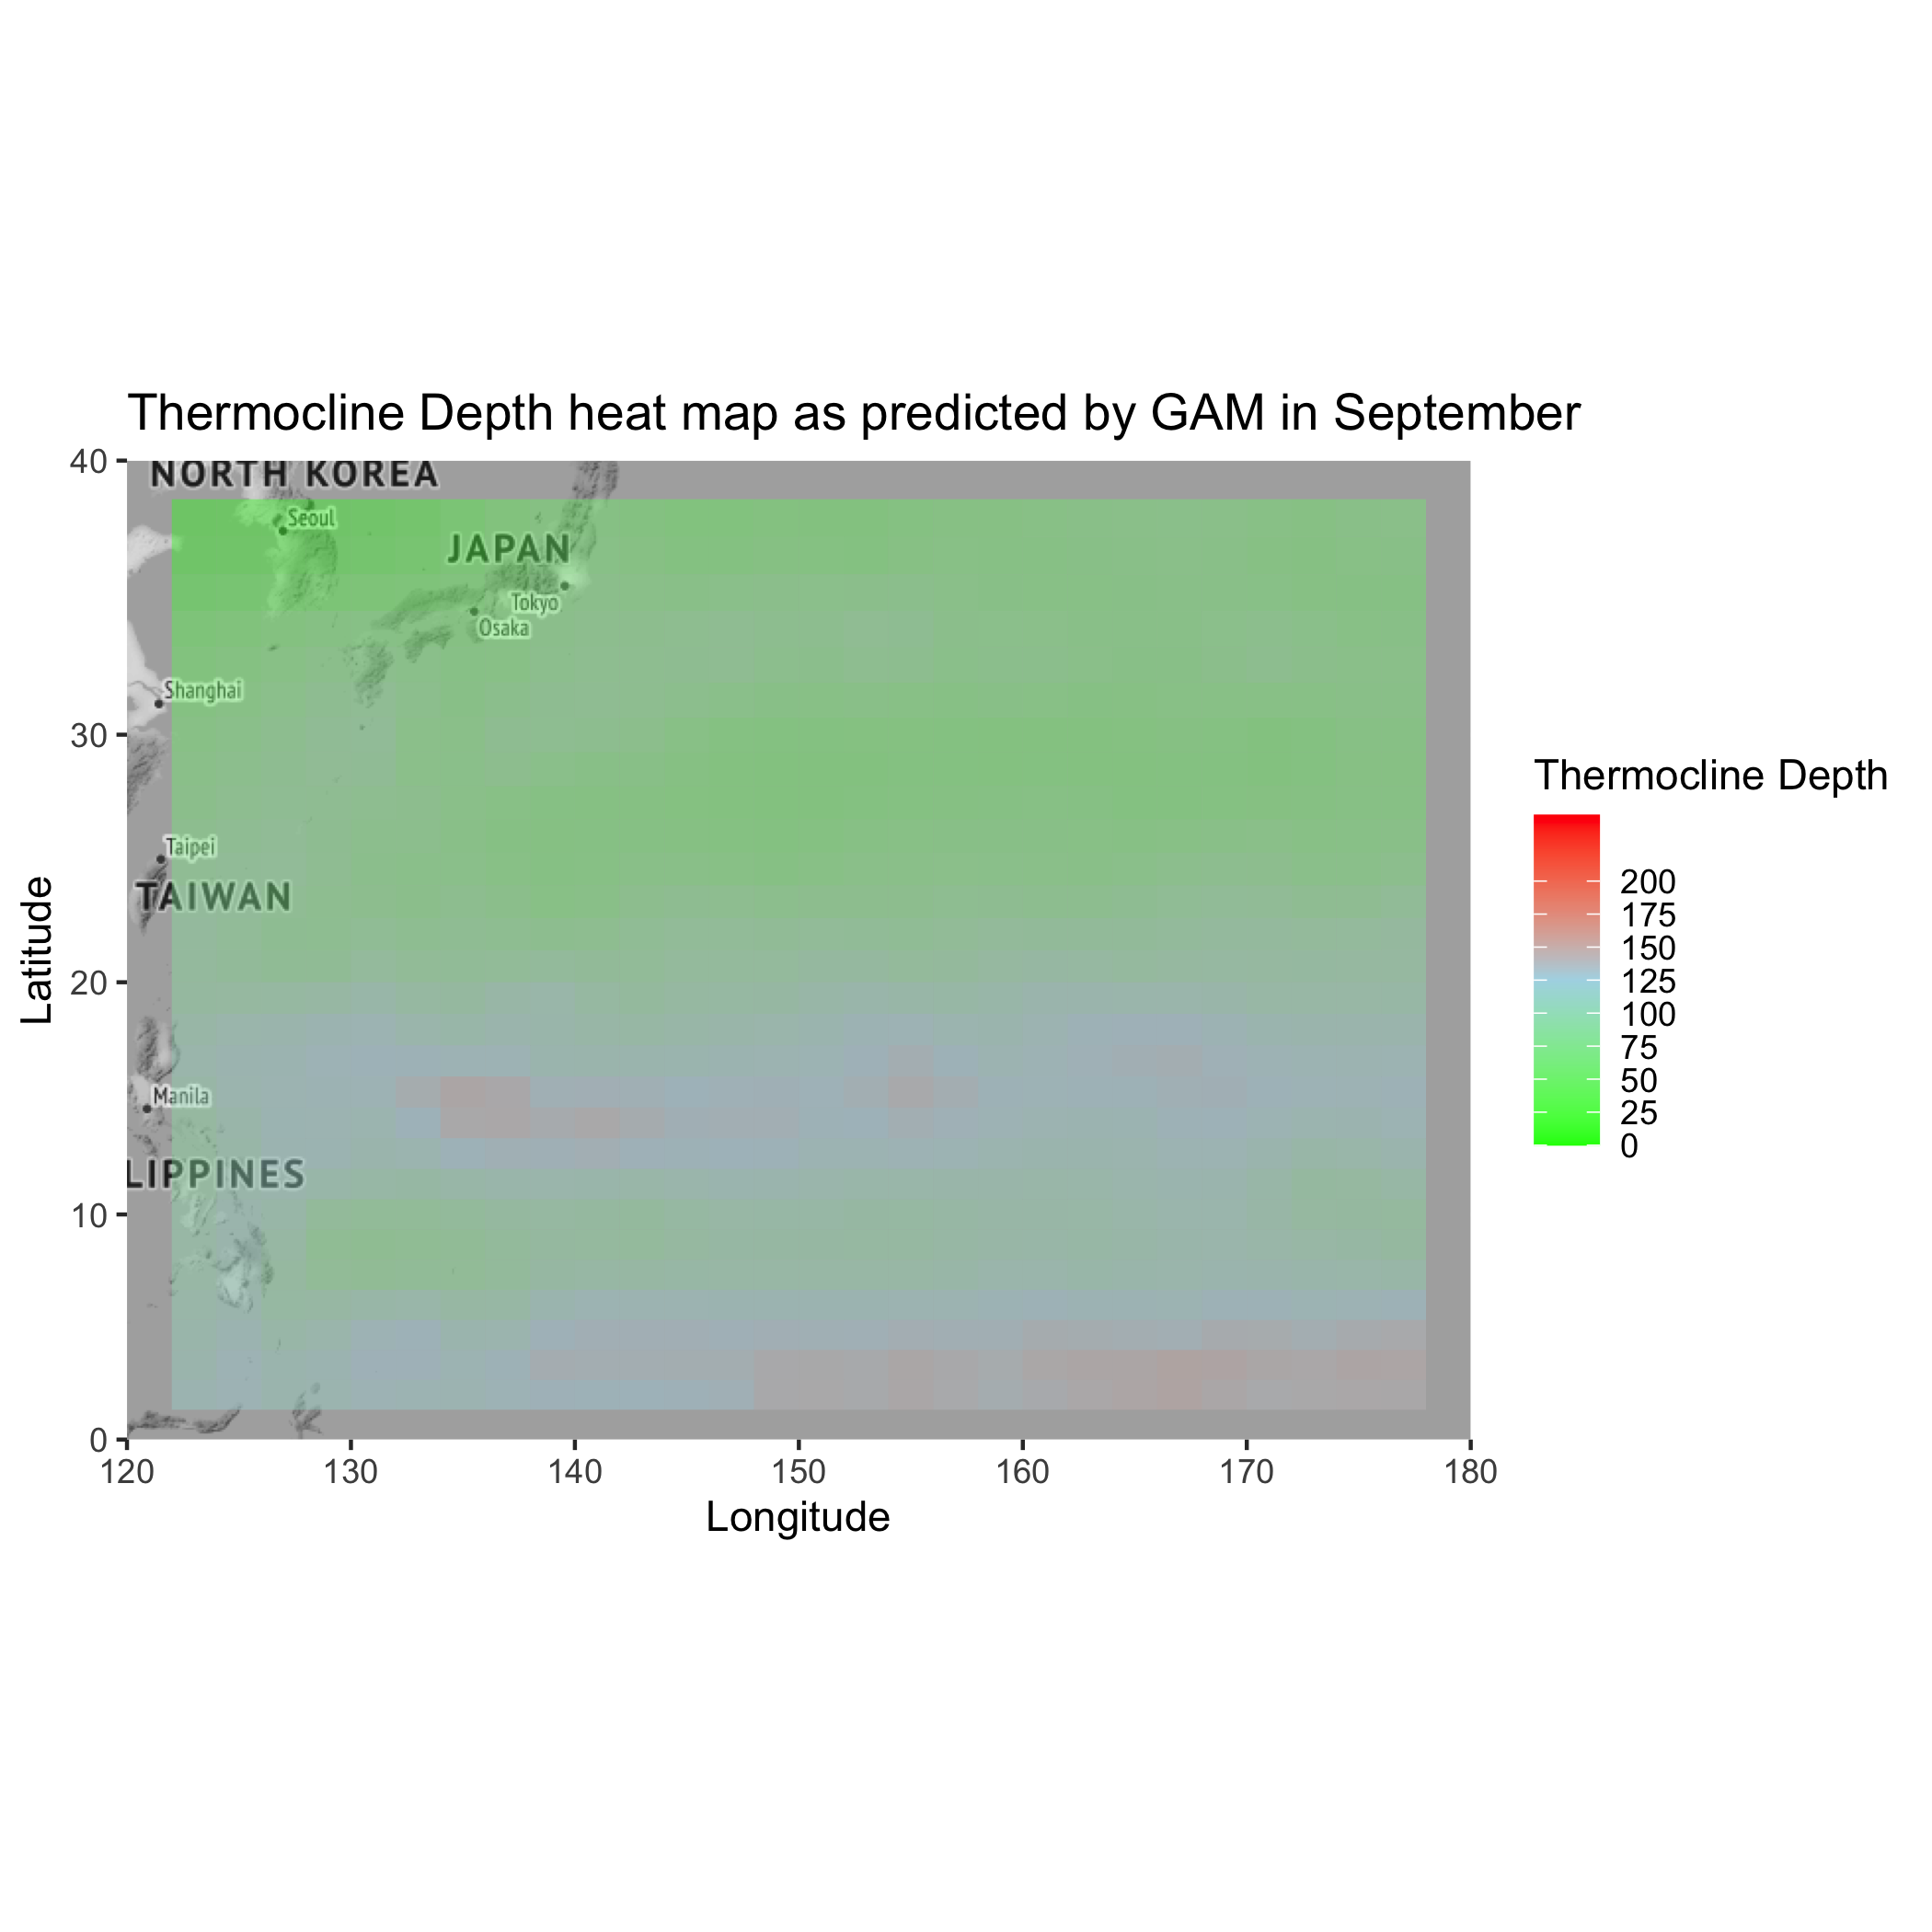 Thermocline Depth heat map as predicted by GAM in September
40
30
20
10
0
Latitude
NORTH KOREA
Seoul
JAPAN
Tokyo
Osaka
Shanghai
Taipei
TAIWAN
Manila
LIPPINES
120 130 140 150 160 170 180
Longitude
Thermocline Depth
200
175
150
125
100
75
50
25
0